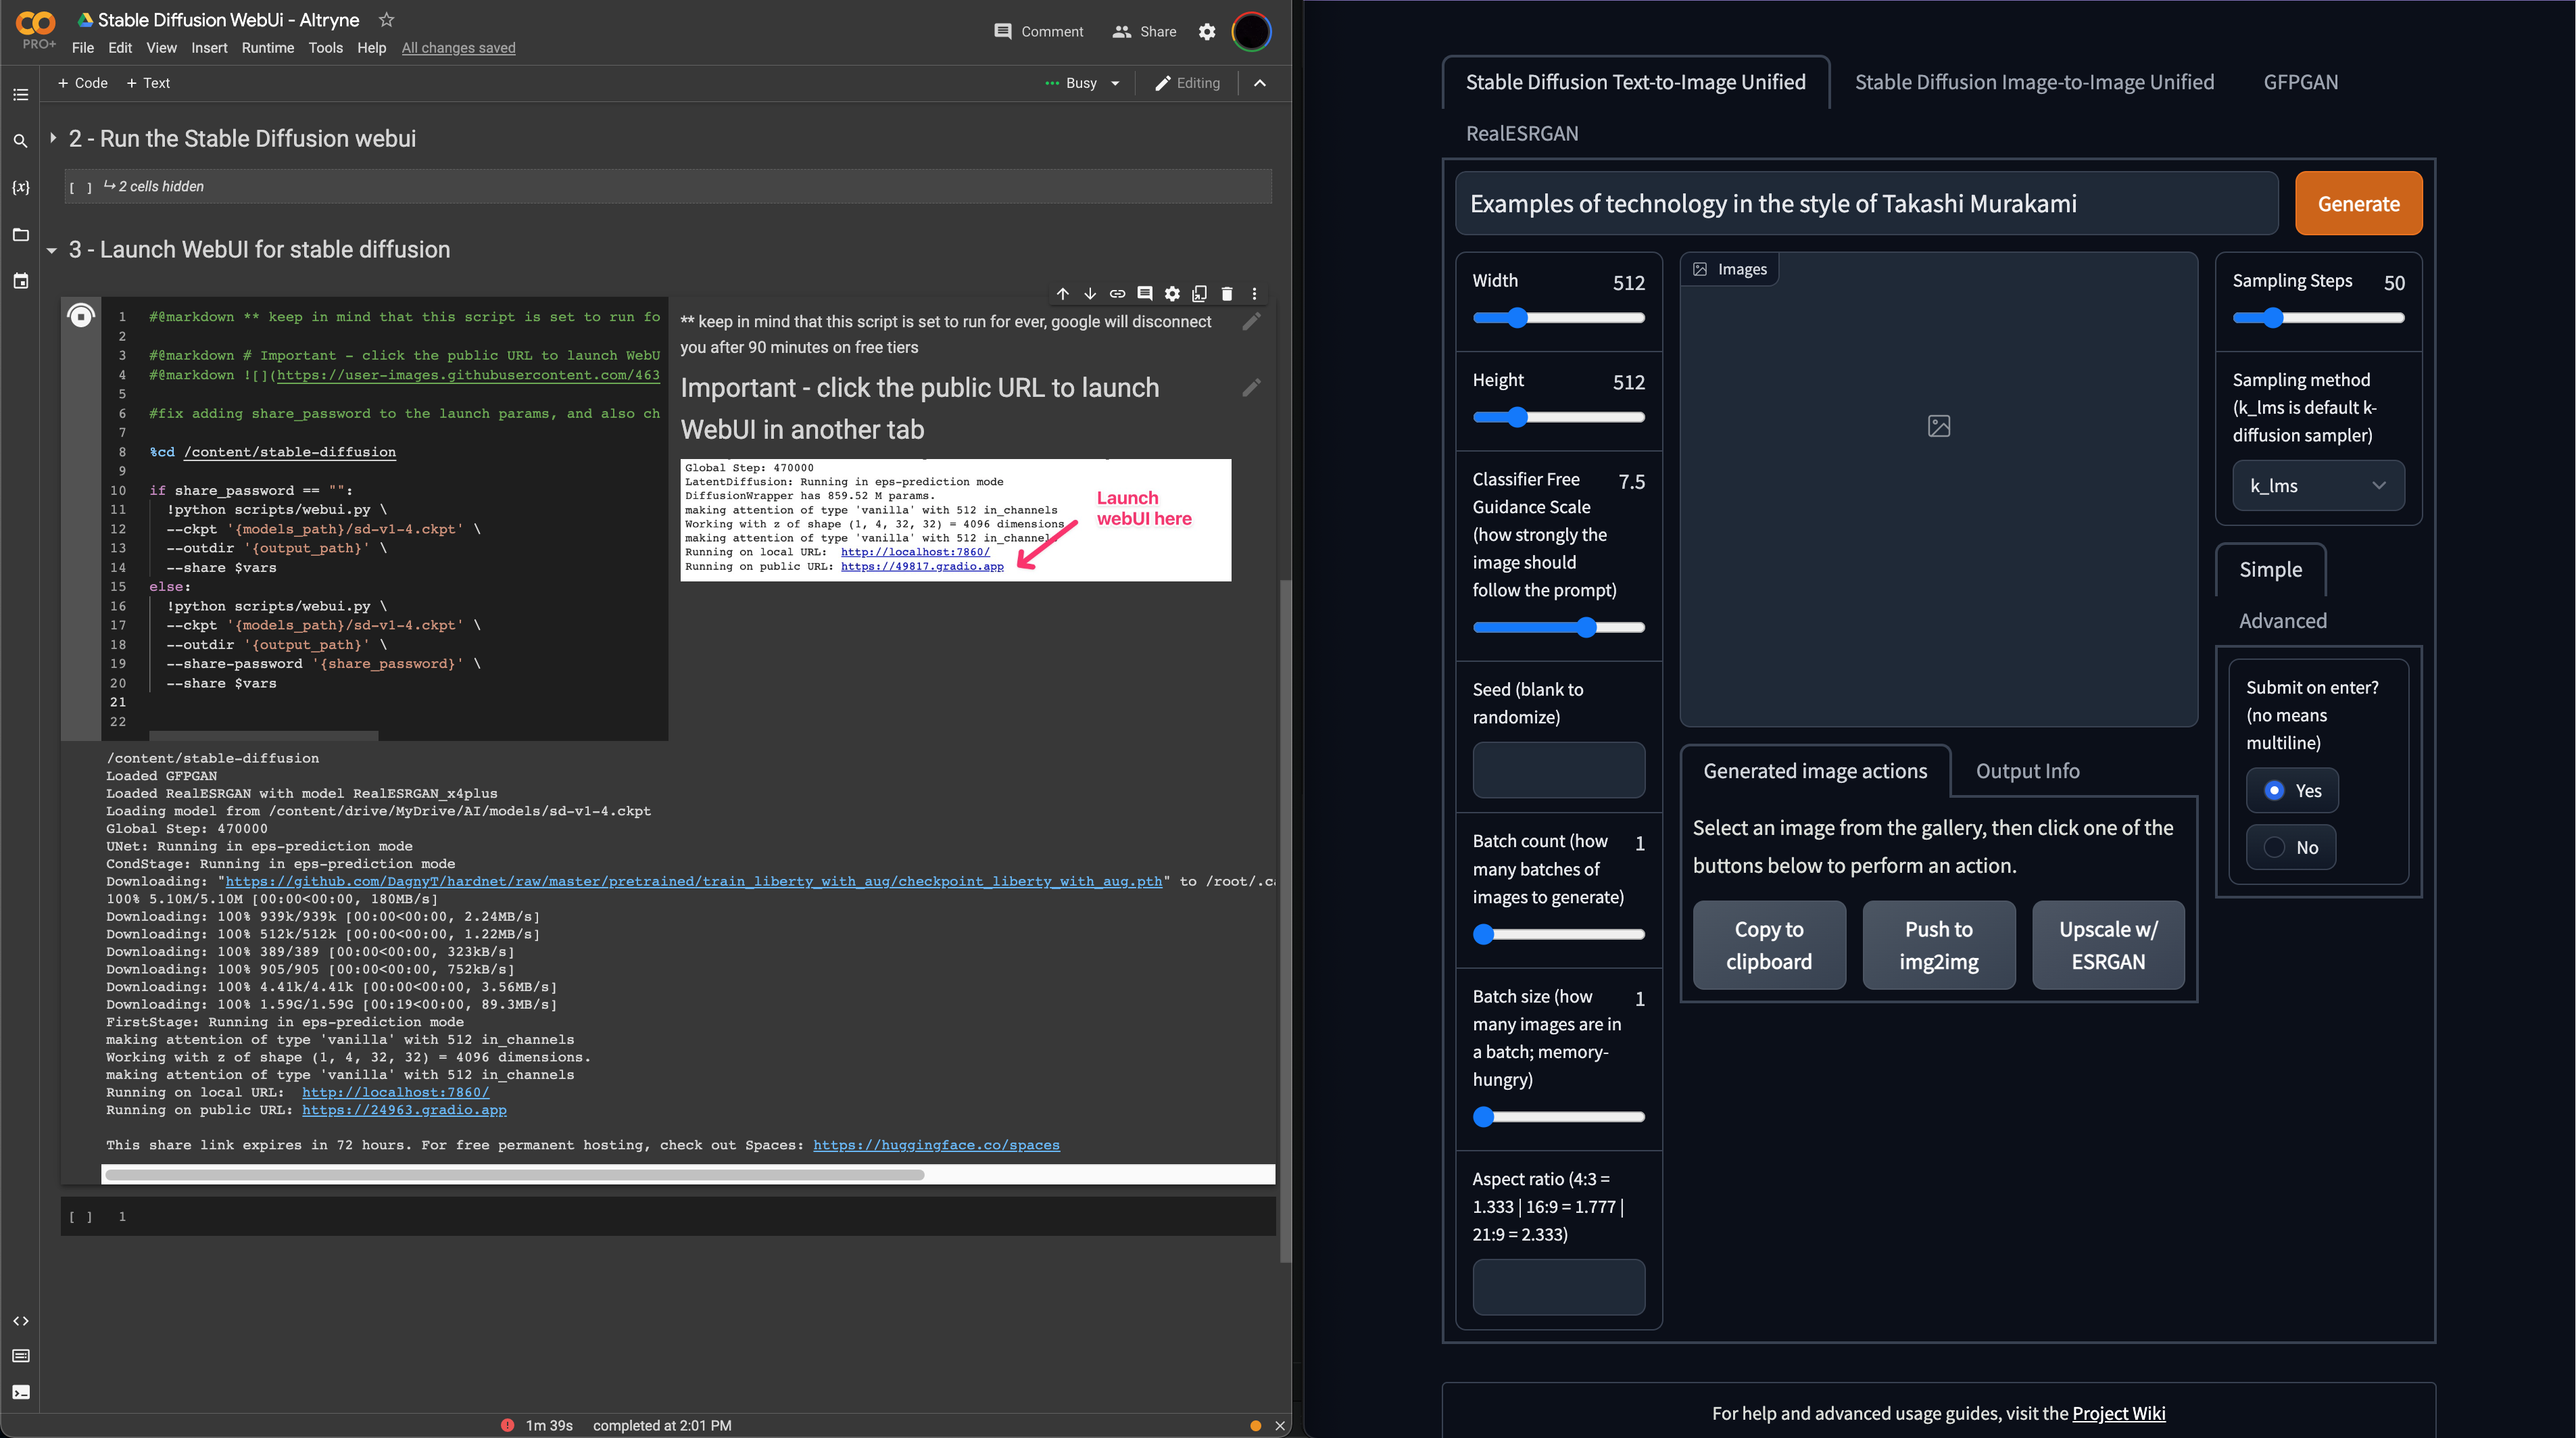 Stable Diffusion WebUi - Altryne
PRO+
File Edit View Insert Runtime Tools Help All changes saved
Comment Share
+ Code + Text
Busy Editing
2 - Run the Stable Diffusion webui
[ ] 2 cells hidden
3 - Launch WebUI for stable diffusion
1 #@markdown ** keep in mind that this script is set to run fo
2
3 #@markdown # Important - click the public URL to launch WebU
4 #@markdown ![](https://user-images.githubusercontent.com/463
5
6 #fix adding share_password to the launch params, and also ch
7
8 %cd /content/stable-diffusion
9
10 if share_password == "":
11 !python scripts/webui.py \
12 --ckpt '{models_path}/sd-v1-4.ckpt' \
13 --outdir '{output_path}' \
14 --share $vars
15 else:
16 !python scripts/webui.py \
17 --ckpt '{models_path}/sd-v1-4.ckpt' \
18 --outdir '{output_path}' \
19 --share-password '{share_password}' \
20 --share $vars
21
22
** keep in mind that this script is set to run for ever, google will disconnect
you after 90 minutes on free tiers
Important - click the public URL to launch
WebUI in another tab
Global Step: 470000
LatentDiffusion: Running in eps-prediction mode
DiffusionWrapper has 859.52 M params.
making attention of type 'vanilla' with 512 in_channels
Working with z of shape (1, 4, 32, 32) = 4096 dimensions
making attention of type 'vanilla' with 512 in_channels
Running on local URL: http://localhost:7860/
Running on public URL: https://49817.gradio.app
Launch
webUI here
/content/stable-diffusion
Loaded GFPGAN
Loaded RealESRGAN with model RealESRGAN_x4plus
Loading model from /content/drive/MyDrive/AI/models/sd-v1-4.ckpt
Global Step: 470000
UNet: Running in eps-prediction mode
CondStage: Running in eps-prediction mode
Downloading: "https://github.com/DagnyT/hardnet/raw/master/pretrained/train_liberty_with_aug/checkpoint_liberty_with_aug.pth" to /root/.ca
100% 5.10M/5.10M [00:00<00:00, 180MB/s]
Downloading: 100% 939k/939k [00:00<00:00, 2.24MB/s]
Downloading: 100% 512k/512k [00:00<00:00, 1.22MB/s]
Downloading: 100% 389/389 [00:00<00:00, 323kB/s]
Downloading: 100% 905/905 [00:00<00:00, 752kB/s]
Downloading: 100% 4.41k/4.41k [00:00<00:00, 3.56MB/s]
Downloading: 100% 1.59G/1.59G [00:19<00:00, 89.3MB/s]
FirstStage: Running in eps-prediction mode
making attention of type 'vanilla' with 512 in_channels
Working with z of shape (1, 4, 32, 32) = 4096 dimensions.
making attention of type 'vanilla' with 512 in_channels
Running on local URL: http://localhost:7860/
Running on public URL: https://24963.gradio.app
This share link expires in 72 hours. For free permanent hosting, check out Spaces: https://huggingface.co/spaces
[ ] 1
1m 39s completed at 2:01 PM
Stable Diffusion Text-to-Image Unified Stable Diffusion Image-to-Image Unified GFPGAN
RealESRGAN
Examples of technology in the style of Takashi Murakami
Generate
Width 512
Height 512
Classifier Free 7.5
Guidance Scale
(how strongly the
image should
follow the prompt)
Seed (blank to
randomize)
Batch count (how 1
many batches of
images to generate)
Batch size (how 1
many images are in
a batch; memory-
hungry)
Aspect ratio (4:3 =
1.333 | 16:9 = 1.777 |
21:9 = 2.333)
Images
Generated image actions Output Info
Select an image from the gallery, then click one of the
buttons below to perform an action.
Copy to
clipboard
Push to
img2img
Upscale w/
ESRGAN
Sampling Steps 50
Sampling method
(k_lms is default k-
diffusion sampler)
k_lms
Simple
Advanced
Submit on enter?
(no means
multiline)
Yes
No
For help and advanced usage guides, visit the Project Wiki